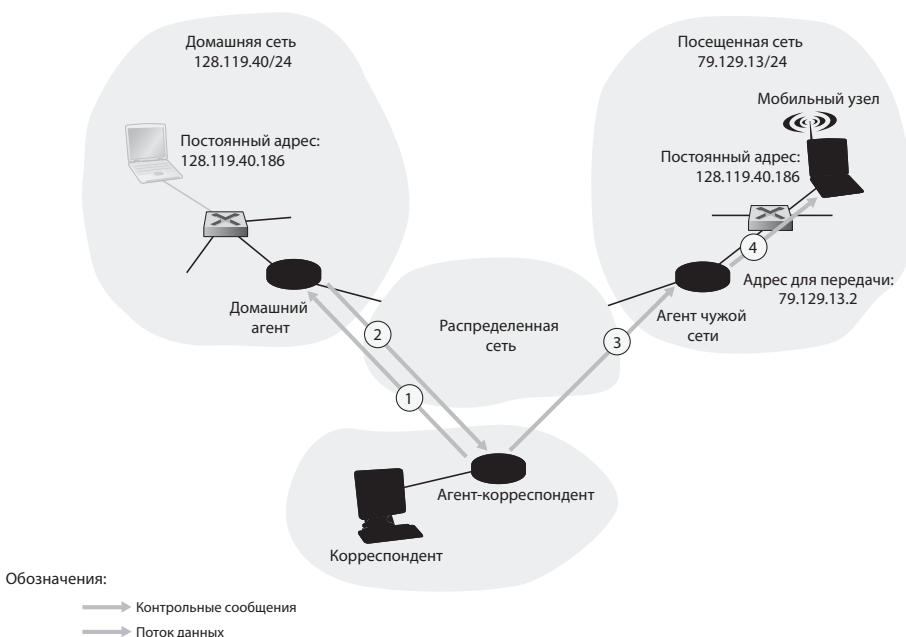 Домашняя сеть
128.119.40/24
Посещенная сеть
79.129.13/24
Мобильный узел
Постоянный адрес:
128.119.40.186
Постоянный адрес:
128.119.40.186
4
Домашний
агент
Адрес для передачи:
79.129.13.2
Агент чужой
сети
Распределенная
сеть
2
3
1
Агент-корреспондент
Корреспондент
Обозначения:
Контрольные сообщения
Поток данных